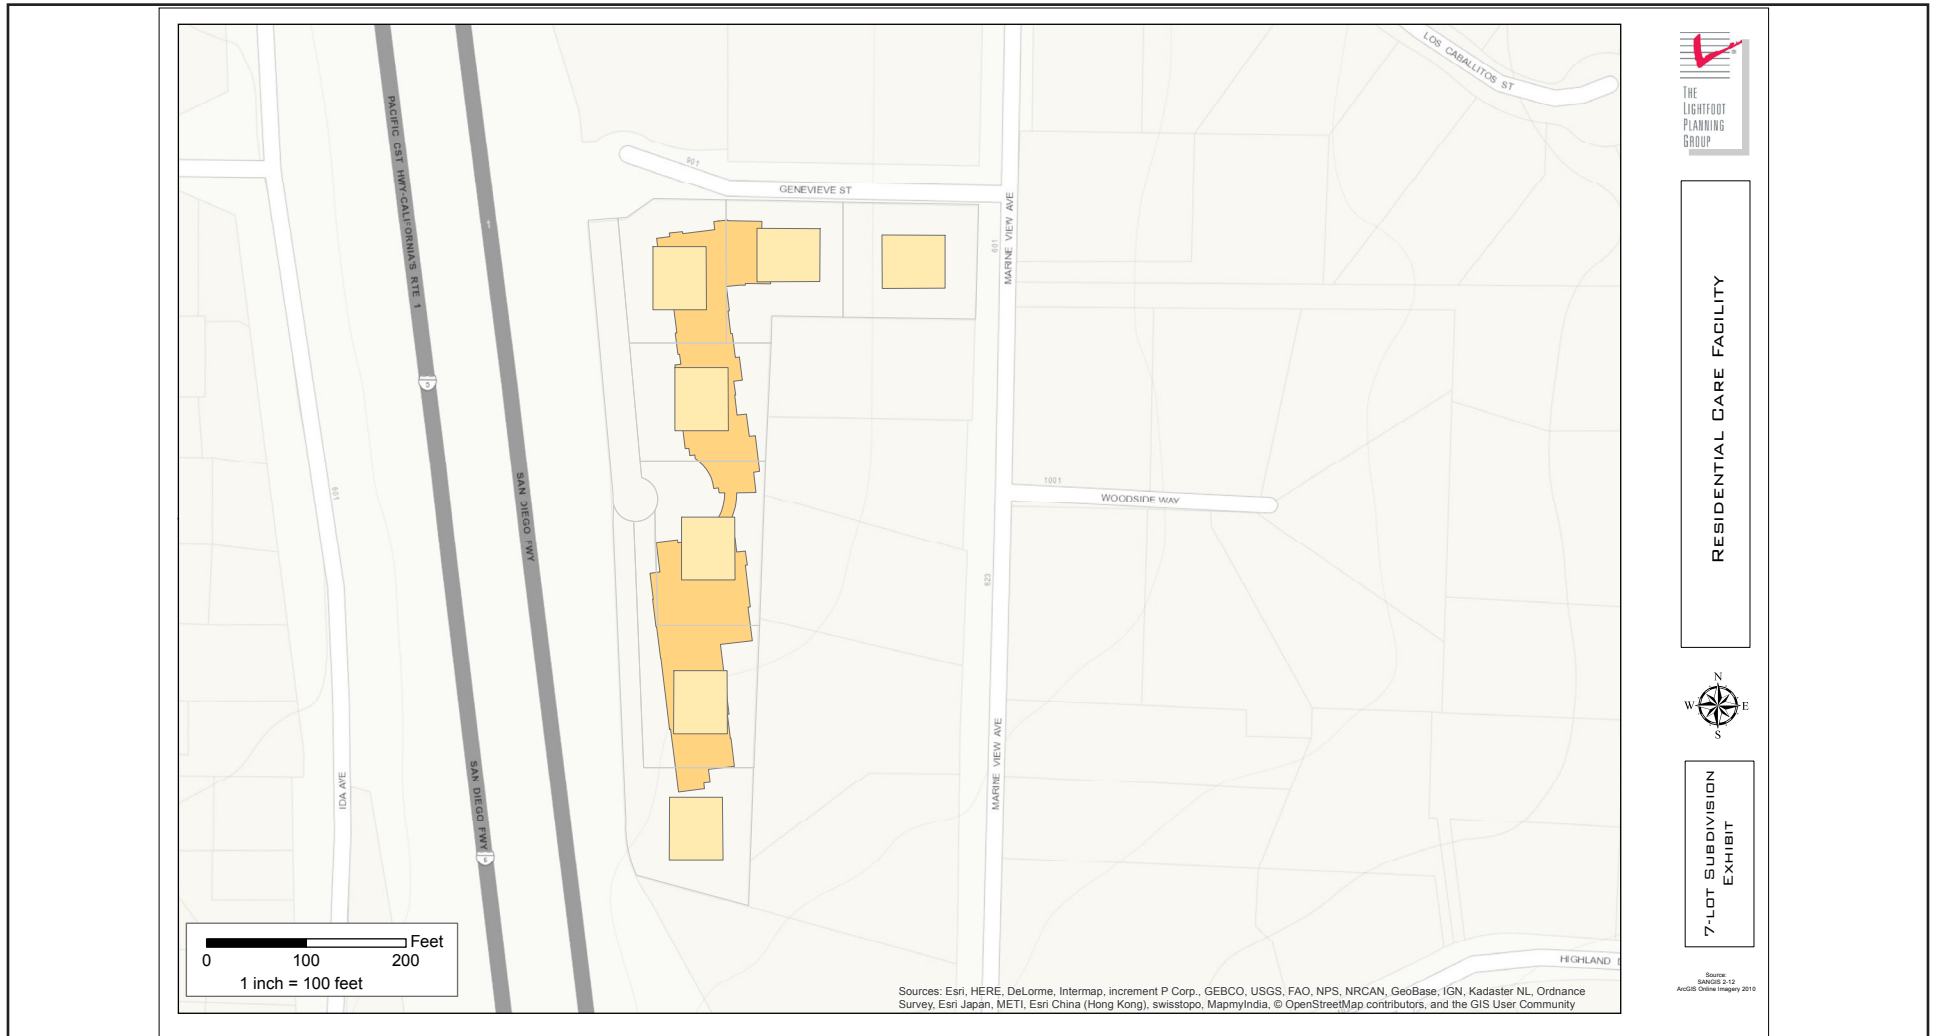 LOS CABALLITOS ST
PACIFIC CST HWY-CALIFORNIA'S RTE 1
1
901
GENEVIEVE ST
MARINE VIEW AVE
601
5
SAN DIEGO FWY
601
1001
WOODSIDE WAY
623
MARINE VIEW AVE
SAN DIEGO FWY
IDA AVE
HIGHLAND
Feet
0 100 200
1 inch = 100 feet
Sources: Esri, HERE, DeLorme, Intermap, increment P Corp., GEBCO, USGS, FAO, NPS, NRCAN, GeoBase, IGN, Kadaster NL, Ordnance
Survey, Esri Japan, METI, Esri China (Hong Kong), swisstopo, MapmyIndia, © OpenStreetMap contributors, and the GIS User Community
THE
LIGHTFOOT
PLANNING
GROUP
RESIDENTIAL CARE FACILITY
N
W E
S
7-LOT SUBDIVISION
EXHIBIT
Source:
SANGIS 2-12
ArcGIS Online Imagery 2010